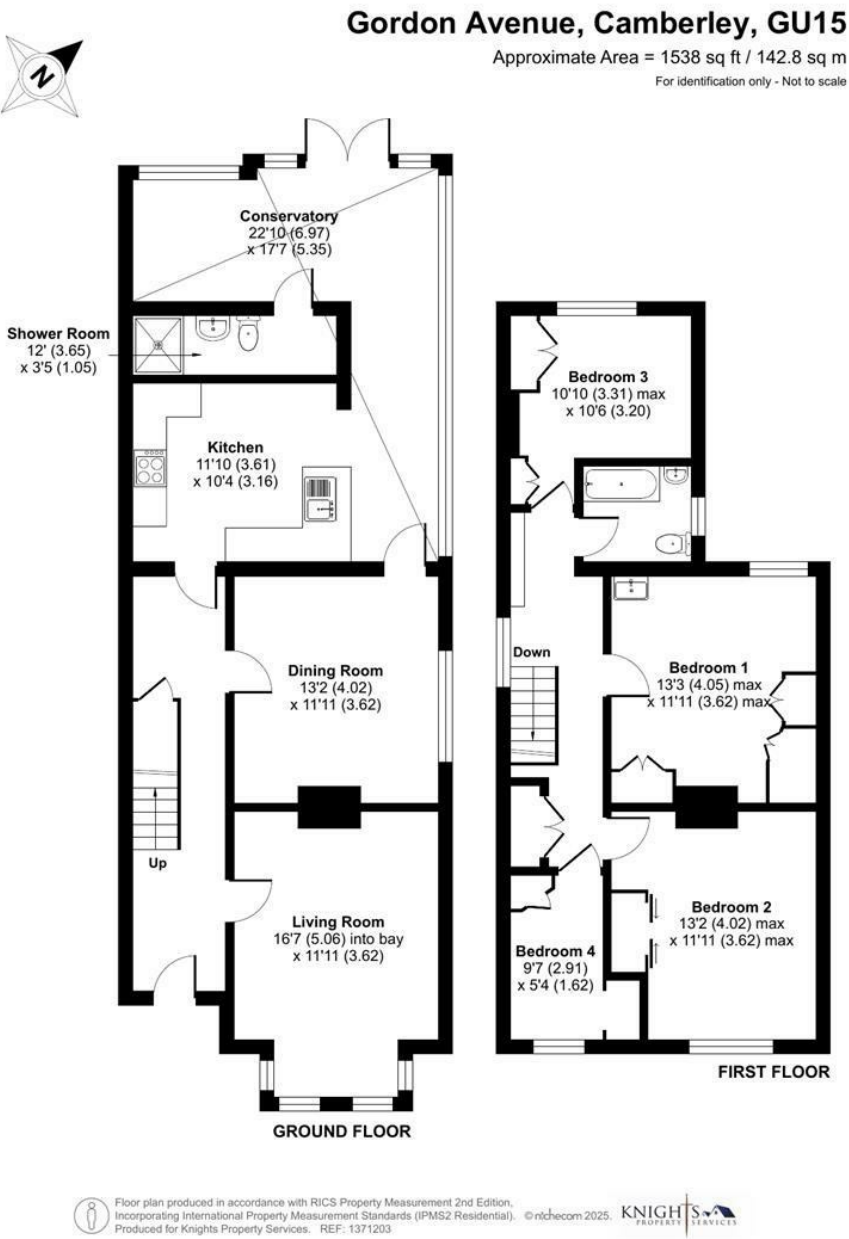 Gordon Avenue, Camberley, GU15
Approximate Area = 1538 sq ft / 142.8 sq m
For identification only - Not to scale
N
Conservatory
22'10 (6.97)
x 17'7 (5.35)
Shower Room
12' (3.65)
x 3'5 (1.05)
Kitchen
11'10 (3.61)
x 10'4 (3.16)
Dining Room
13'2 (4.02)
x 11'11 (3.62)
Up
Living Room
16'7 (5.06) into bay
x 11'11 (3.62)
GROUND FLOOR
Bedroom 3
10'10 (3.31) max
x 10'6 (3.20)
Down
Bedroom 1
13'3 (4.05) max
x 11'11 (3.62) max
Bedroom 2
13'2 (4.02) max
x 11'11 (3.62) max
Bedroom 4
9'7 (2.91)
x 5'4 (1.62)
FIRST FLOOR
Floor plan produced in accordance with RICS Property Measurement 2nd Edition,
Incorporating International Property Measurement Standards (IPMS2 Residential). © nichecom 2025.
Produced for Knights Property Services. REF: 1371203
KNIGHTS
PROPERTY SERVICES